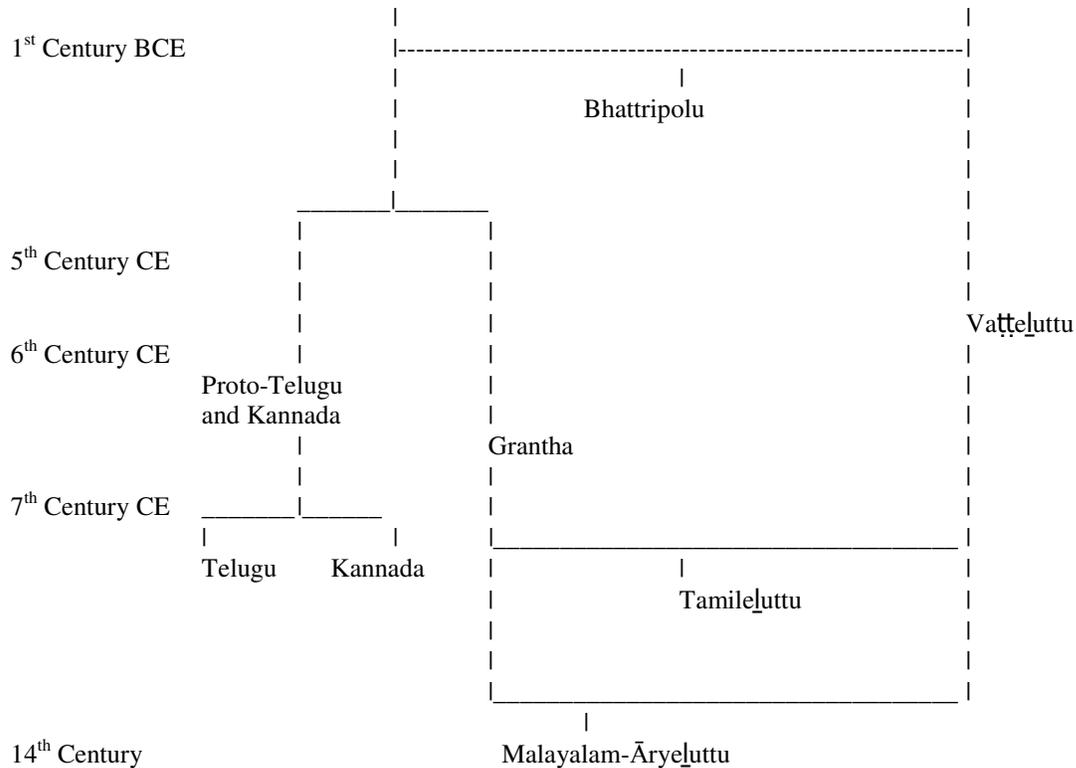 1st Century BCE
Bhattripolu
5th Century CE
Vaṭṭeḻuttu
6th Century CE
Proto-Telugu
and Kannada
Grantha
7th Century CE
Telugu Kannada
Tamileḻuttu
14th Century Malayalam-Āryeḻuttu